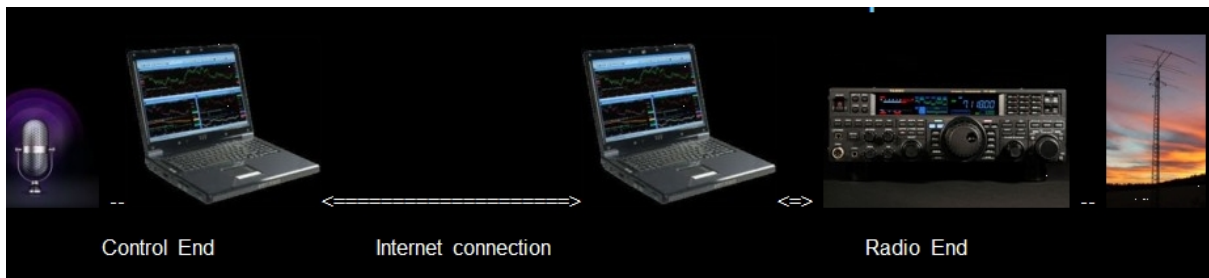 -- <====================> <=> --
Control End Internet connection Radio End